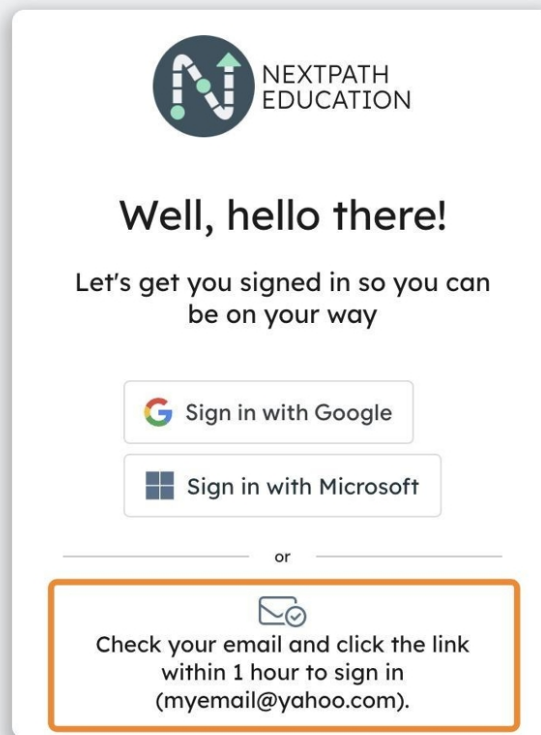 NEXTPATH
EDUCATION
Well, hello there!
Let's get you signed in so you can
be on your way
Sign in with Google
Sign in with Microsoft
or
Check your email and click the link
within 1 hour to sign in
(myemail@yahoo.com).